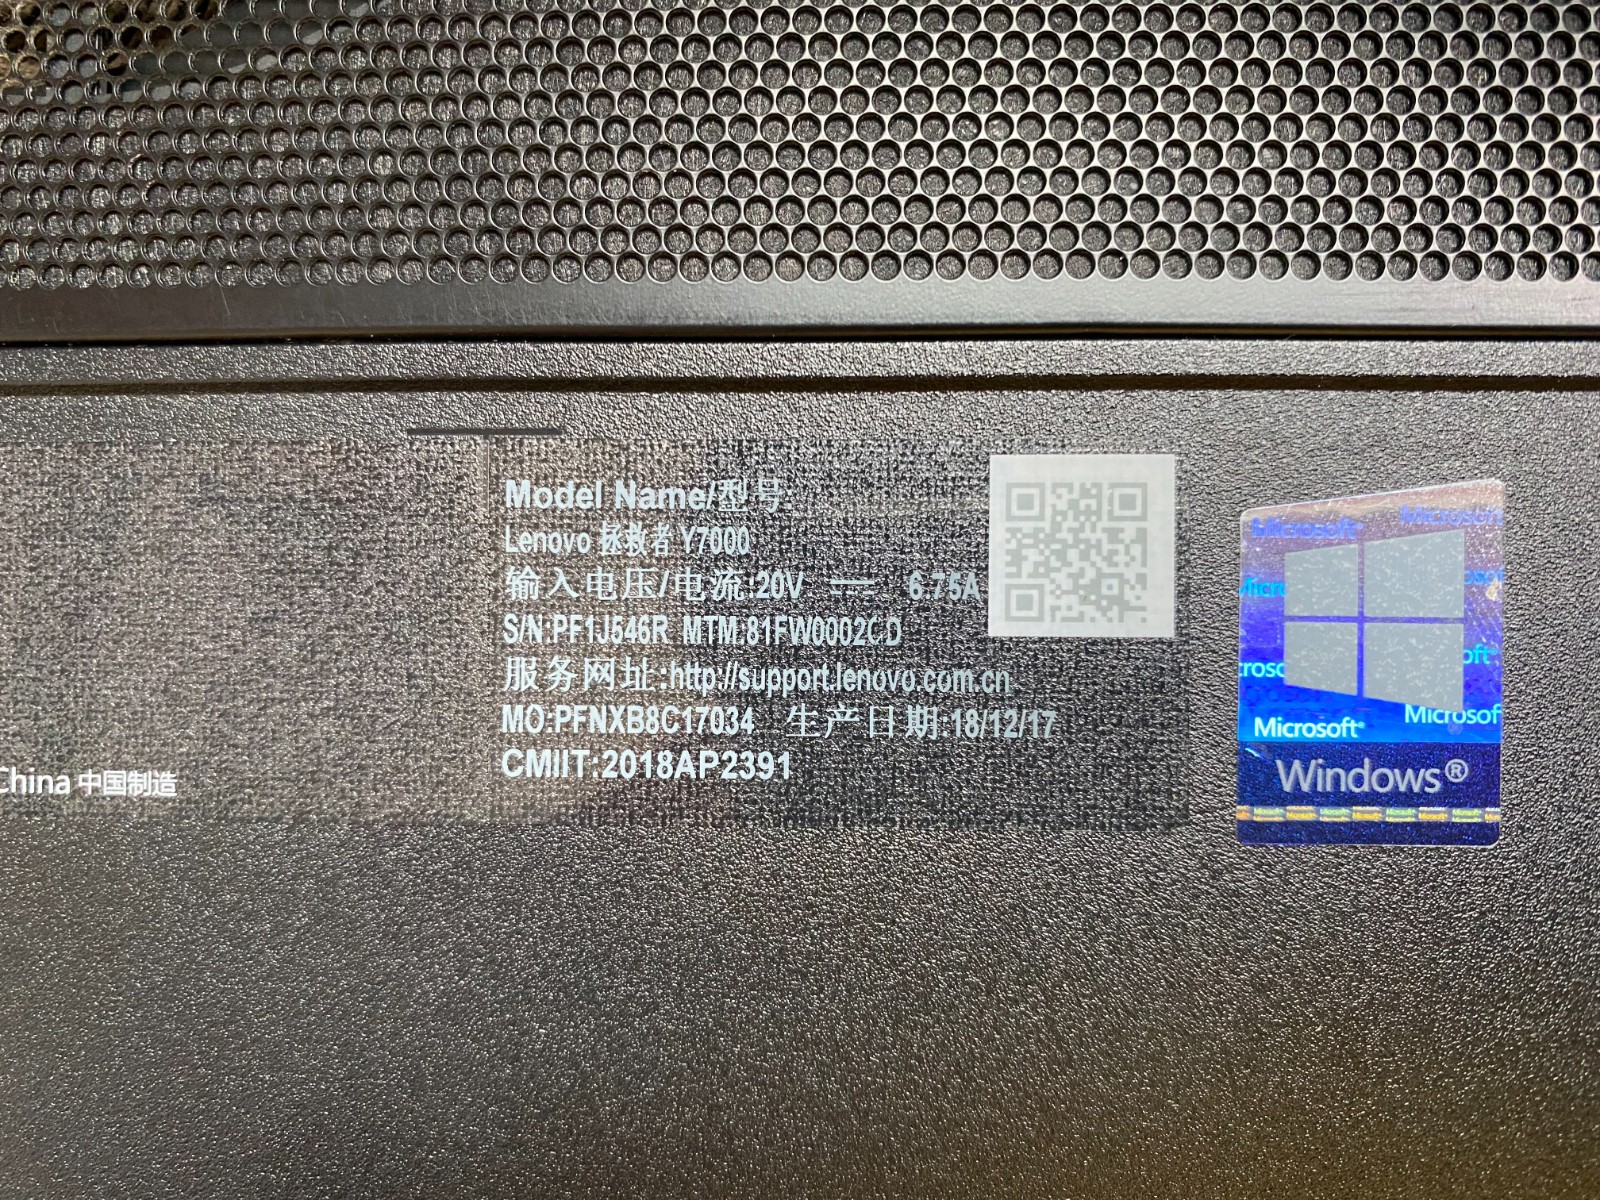 Model Name/型号:
Lenovo 拯救者 Y7000
输入电压/电流:20V ⎓ 6.75A
S/N:PF1J546R MTM:81FW0002CD
服务网址:http://support.lenovo.com.cn
MO:PFNXB8C17034 生产日期:18/12/17
CMIIT:2018AP2391
China 中国制造
Microsoft
Microsoft
Microsoft
Microsoft
Windows®